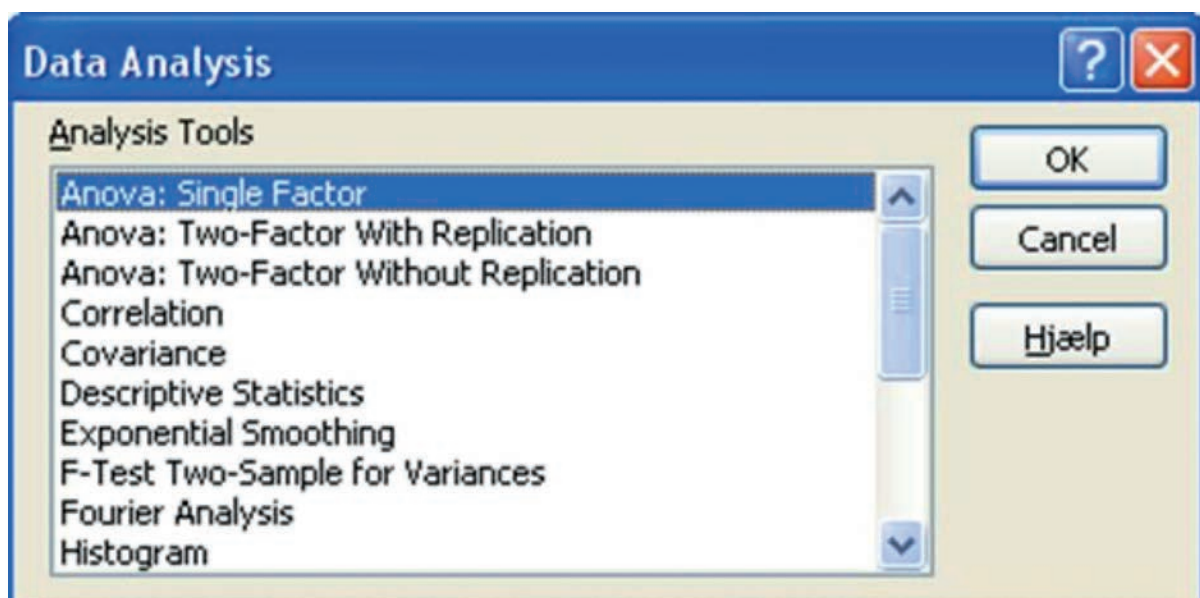 Data Analysis
?
Analysis Tools
Anova: Single Factor
Anova: Two-Factor With Replication
Anova: Two-Factor Without Replication
Correlation
Covariance
Descriptive Statistics
Exponential Smoothing
F-Test Two-Sample for Variances
Fourier Analysis
Histogram
OK
Cancel
Hjælp